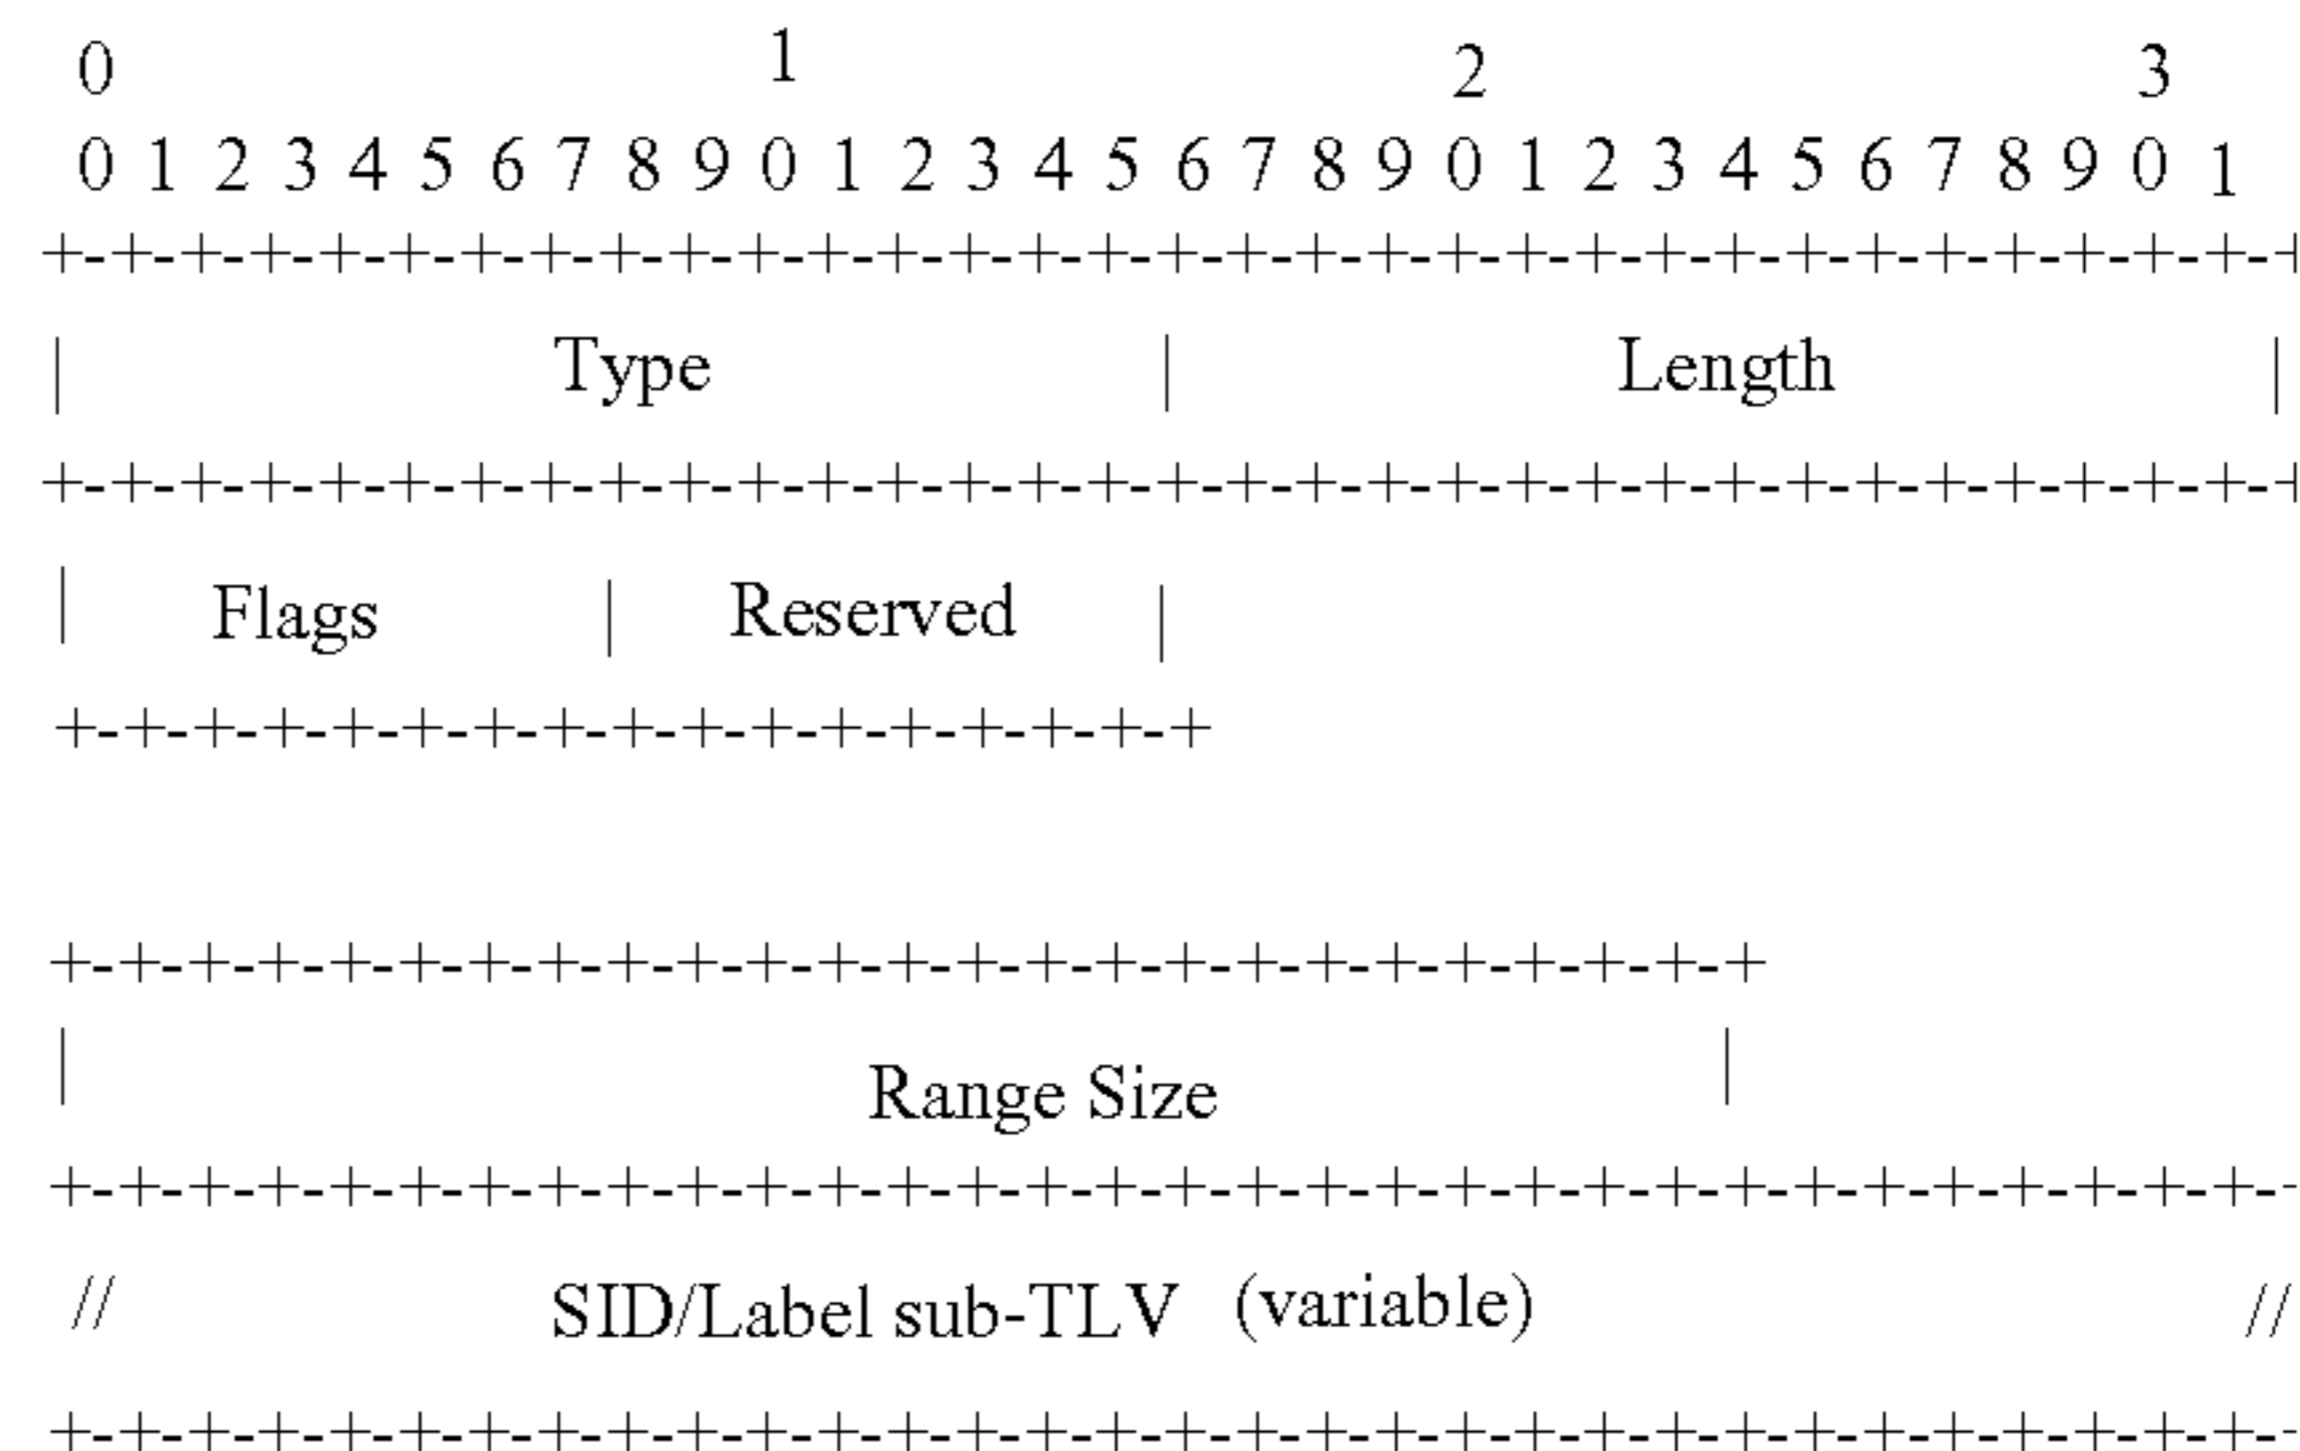 0 1 2 3
0 1 2 3 4 5 6 7 8 9 0 1 2 3 4 5 6 7 8 9 0 1 2 3 4 5 6 7 8 9 0 1
+-+-+-+-+-+-+-+-+-+-+-+-+-+-+-+-+-+-+-+-+-+-+-+-+-+-+-+-+-+-+-+-+
| Type | Length |
+-+-+-+-+-+-+-+-+-+-+-+-+-+-+-+-+-+-+-+-+-+-+-+-+-+-+-+-+-+-+-+-+
| Flags | Reserved |
+-+-+-+-+-+-+-+-+-+-+-+-+-+-+-+-+
+-+-+-+-+-+-+-+-+-+-+-+-+-+-+-+-+-+-+-+-+-+-+-+-+
| Range Size |
+-+-+-+-+-+-+-+-+-+-+-+-+-+-+-+-+-+-+-+-+-+-+-+-+-+-+-+-+-+-+-+--
// SID/Label sub-TLV (variable) //
+-+-+-+-+-+-+-+-+-+-+-+-+-+-+-+-+-+-+-+-+-+-+-+-+-+-+-+-+-+-+-+--